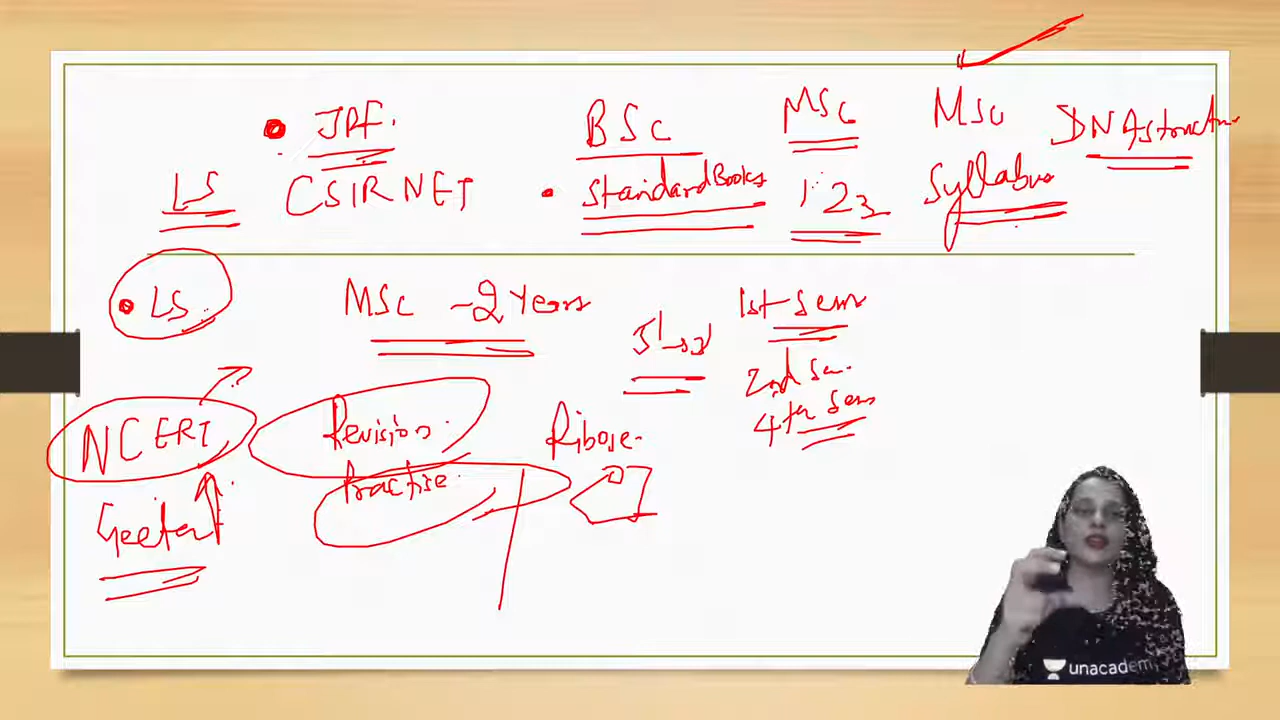 JRF. BSc MSc MSc DNA structure
LS CSIR NET • Standard Books 1 2 3 Syllabus
• LS. MSc - 2 Years 1st Sem
2nd Sem.
4th Sem
NCERT Revision. Ribose.
Practise.
Geeta
unacademy